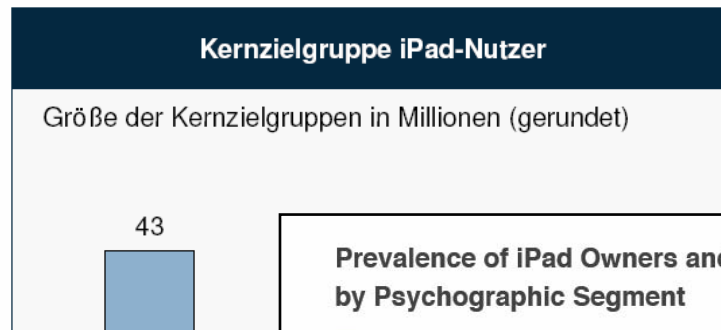 Kernzielgruppe iPad-Nutzer
Größe der Kernzielgruppen in Millionen (gerundet)
43
Prevalence of iPad Owners and
by Psychographic Segment